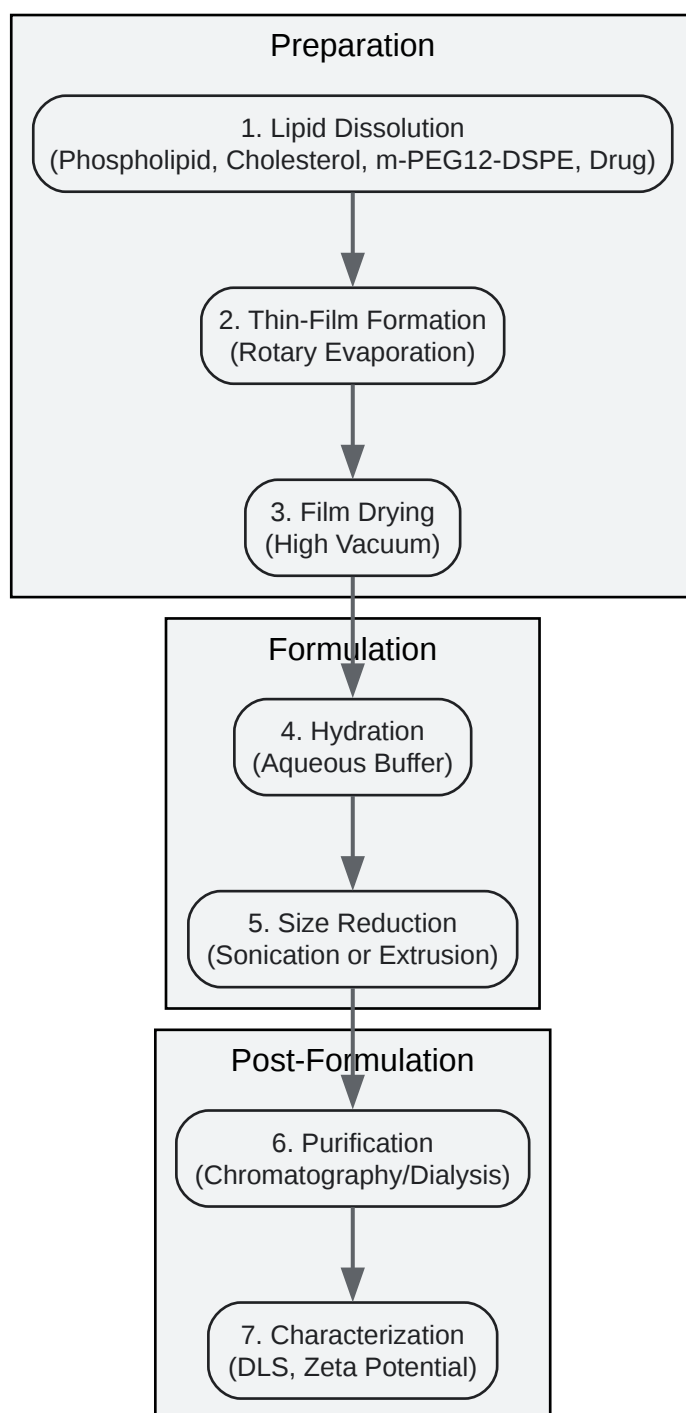 Preparation
1. Lipid Dissolution
(Phospholipid, Cholesterol, m-PEG12-DSPE, Drug)
2. Thin-Film Formation
(Rotary Evaporation)
3. Film Drying
(High Vacuum)
Formulation
4. Hydration
(Aqueous Buffer)
5. Size Reduction
(Sonication or Extrusion)
Post-Formulation
6. Purification
(Chromatography/Dialysis)
7. Characterization
(DLS, Zeta Potential)